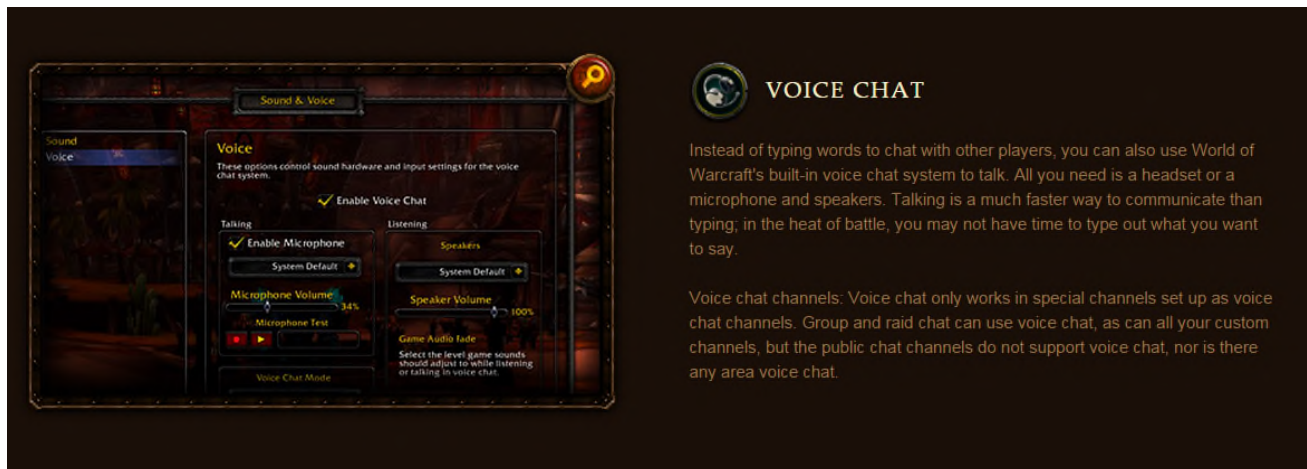 Sound & Voice
Sound
Voice
Voice
These options control sound hardware and input settings for the voice
chat system.
Enable Voice Chat
Talking
Enable Microphone
System Default
Microphone Volume
34%
Microphone Test
Voice Chat Mode
Listening
Speakers
System Default
Speaker Volume
100%
Game Audio Fade
Select the level game sounds
should adjust to while listening
or talking in voice chat.
VOICE CHAT
Instead of typing words to chat with other players, you can also use World of
Warcraft's built-in voice chat system to talk. All you need is a headset or a
microphone and speakers. Talking is a much faster way to communicate than
typing; in the heat of battle, you may not have time to type out what you want
to say.
Voice chat channels: Voice chat only works in special channels set up as voice
chat channels. Group and raid chat can use voice chat, as can all your custom
channels, but the public chat channels do not support voice chat, nor is there
any area voice chat.